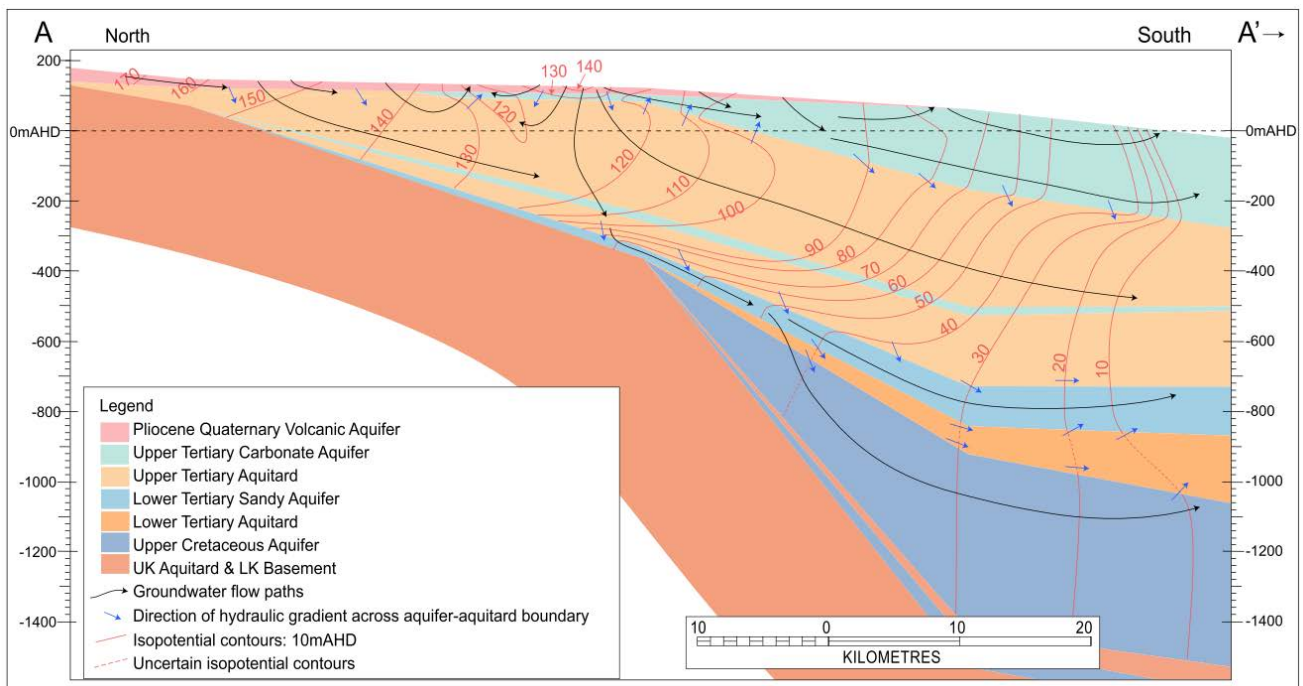 A North South A' →
200
0mAHD
-200
-400
-600
-800
-1000
-1200
-1400
0mAHD
-200
-400
-600
-800
-1000
-1200
-1400
170 160 150 140 130 120 130 140
120
110
100
90 80 70 60 50 40 30 20 10
Legend
Pliocene Quaternary Volcanic Aquifer
Upper Tertiary Carbonate Aquifer
Upper Tertiary Aquitard
Lower Tertiary Sandy Aquifer
Lower Tertiary Aquitard
Upper Cretaceous Aquifer
UK Aquitard & LK Basement
Groundwater flow paths
Direction of hydraulic gradient across aquifer-aquitard boundary
Isopotential contours: 10mAHD
Uncertain isopotential contours
10 0 10 20
KILOMETRES